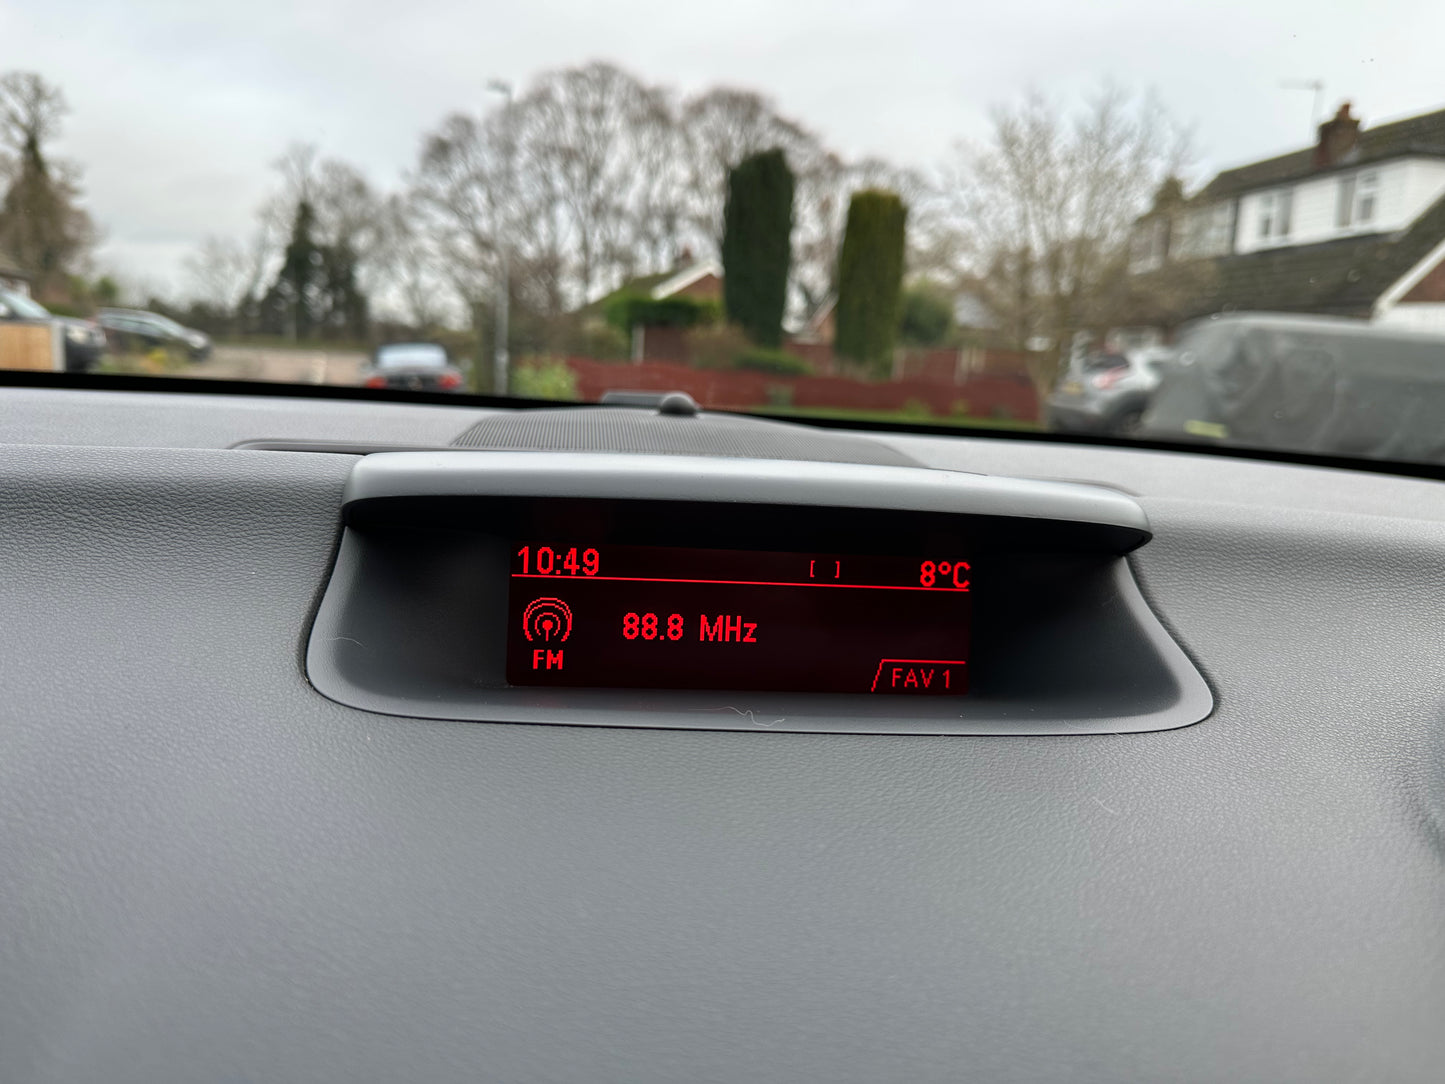 10:49 [ ] 8°C
88.8 MHz
FM
FAV 1